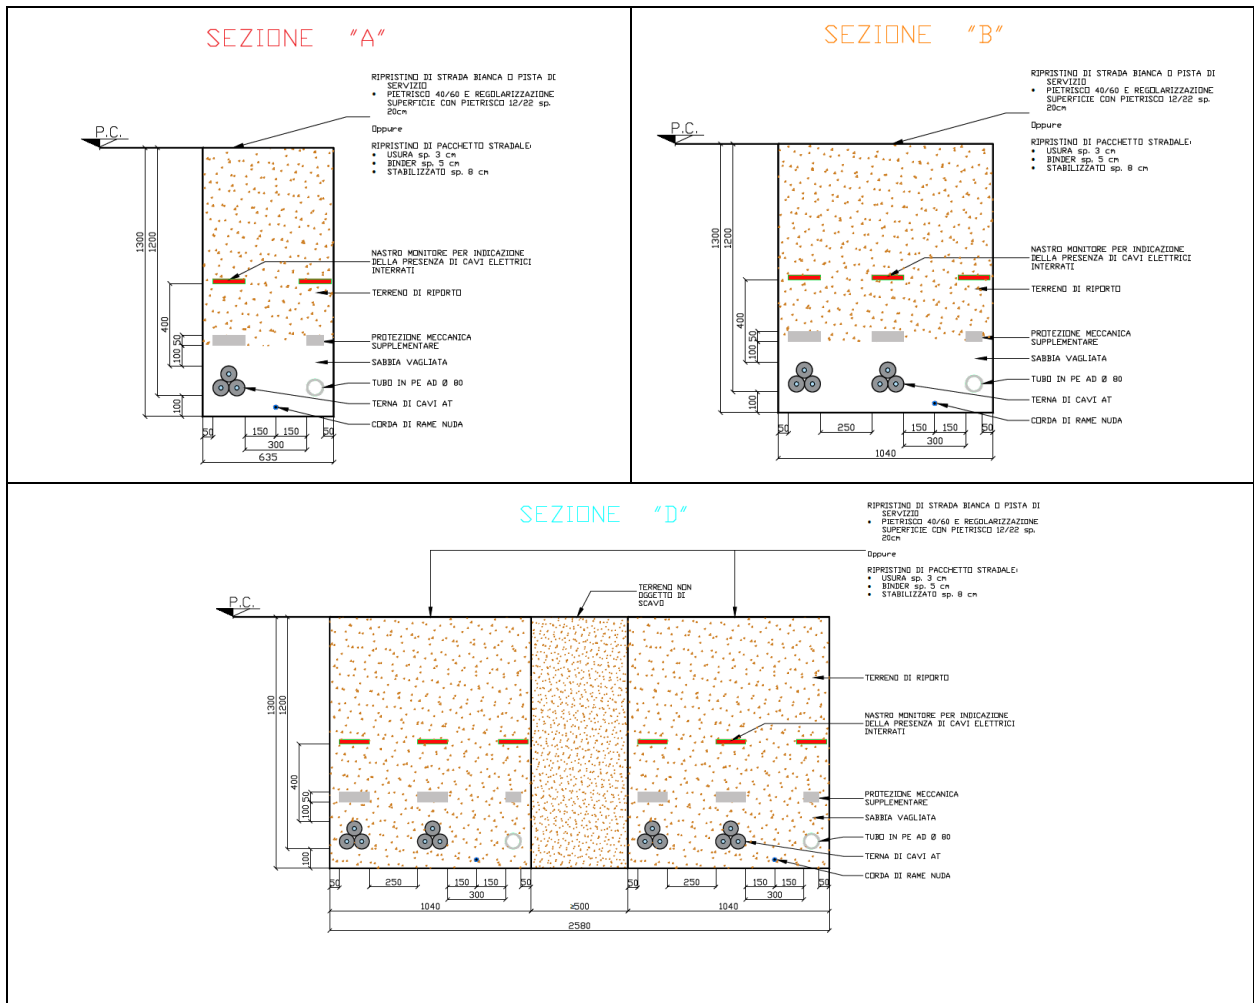 SEZIONE "A"
RIPRISTINO DI STRADA BIANCA O PISTA DI
SERVIZIO
• PIETRISCO 40/60 E REGOLARIZZAZIONE
SUPERFICIE CON PIETRISCO 12/22 sp.
20cm
Oppure
RIPRISTINO DI PACCHETTO STRADALE:
• USURA sp. 3 cm
• BINDER sp. 5 cm
• STABILIZZATO sp. 8 cm
P.C.
1300
1200
400
50
100
100
NASTRO MONITORE PER INDICAZIONE
DELLA PRESENZA DI CAVI ELETTRICI
INTERRATI
TERRENO DI RIPORTO
PROTEZIONE MECCANICA
SUPPLEMENTARE
SABBIA VAGLIATA
TUBO IN PE AD Ø 80
TERNA DI CAVI AT
CORDA DI RAME NUDA
50
150
150
50
300
635
SEZIONE "B"
RIPRISTINO DI STRADA BIANCA O PISTA DI
SERVIZIO
• PIETRISCO 40/60 E REGOLARIZZAZIONE
SUPERFICIE CON PIETRISCO 12/22 sp.
20cm
Oppure
RIPRISTINO DI PACCHETTO STRADALE:
• USURA sp. 3 cm
• BINDER sp. 5 cm
• STABILIZZATO sp. 8 cm
P.C.
1300
1200
400
50
100
100
NASTRO MONITORE PER INDICAZIONE
DELLA PRESENZA DI CAVI ELETTRICI
INTERRATI
TERRENO DI RIPORTO
PROTEZIONE MECCANICA
SUPPLEMENTARE
SABBIA VAGLIATA
TUBO IN PE AD Ø 80
TERNA DI CAVI AT
CORDA DI RAME NUDA
50
250
150
150
50
300
1040
SEZIONE "D"
RIPRISTINO DI STRADA BIANCA O PISTA DI
SERVIZIO
• PIETRISCO 40/60 E REGOLARIZZAZIONE
SUPERFICIE CON PIETRISCO 12/22 sp.
20cm
Oppure
RIPRISTINO DI PACCHETTO STRADALE:
• USURA sp. 3 cm
• BINDER sp. 5 cm
• STABILIZZATO sp. 8 cm
TERRENO NON
OGGETTO DI
SCAVO
P.C.
1300
1200
400
50
100
100
TERRENO DI RIPORTO
NASTRO MONITORE PER INDICAZIONE
DELLA PRESENZA DI CAVI ELETTRICI
INTERRATI
PROTEZIONE MECCANICA
SUPPLEMENTARE
SABBIA VAGLIATA
TUBO IN PE AD Ø 80
TERNA DI CAVI AT
CORDA DI RAME NUDA
50
250
150
150
50
300
50
250
150
150
50
300
1040
≥500
1040
2580